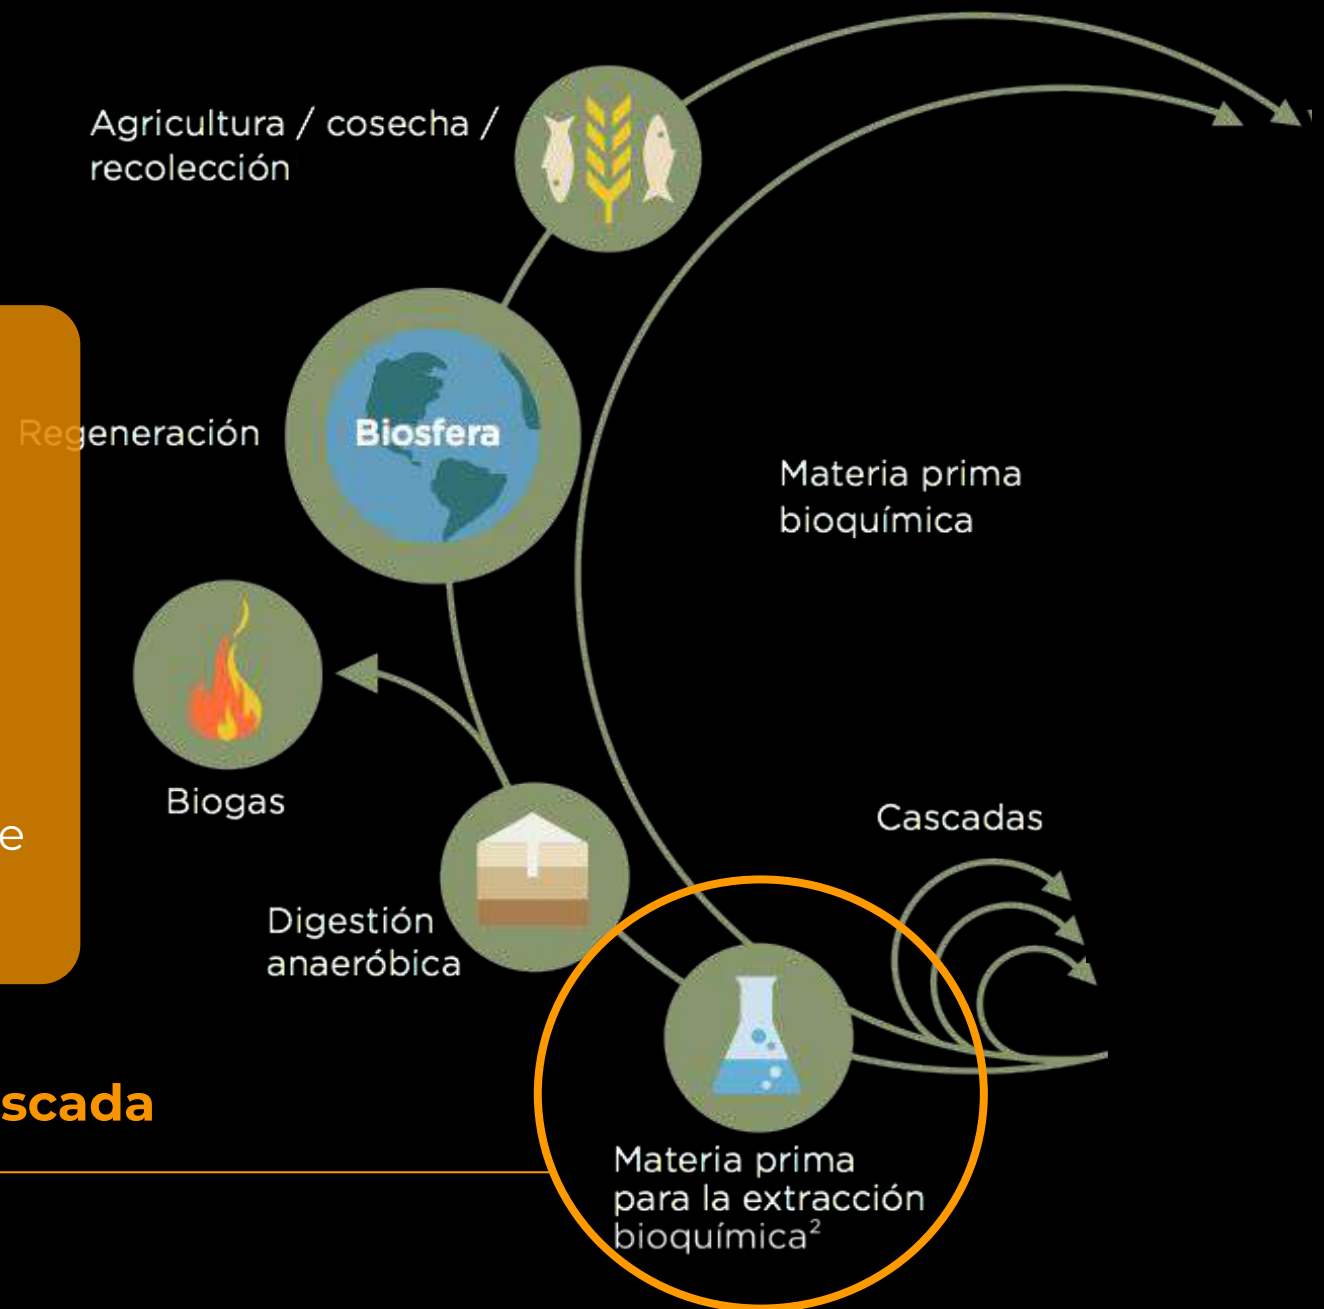 Agricultura / cosecha /
recolección
Regeneración
Biosfera
Materia prima
bioquímica
Biogas
Cascadas
e
Digestión
anaeróbica
scada
Materia prima
para la extracción
bioquímica²